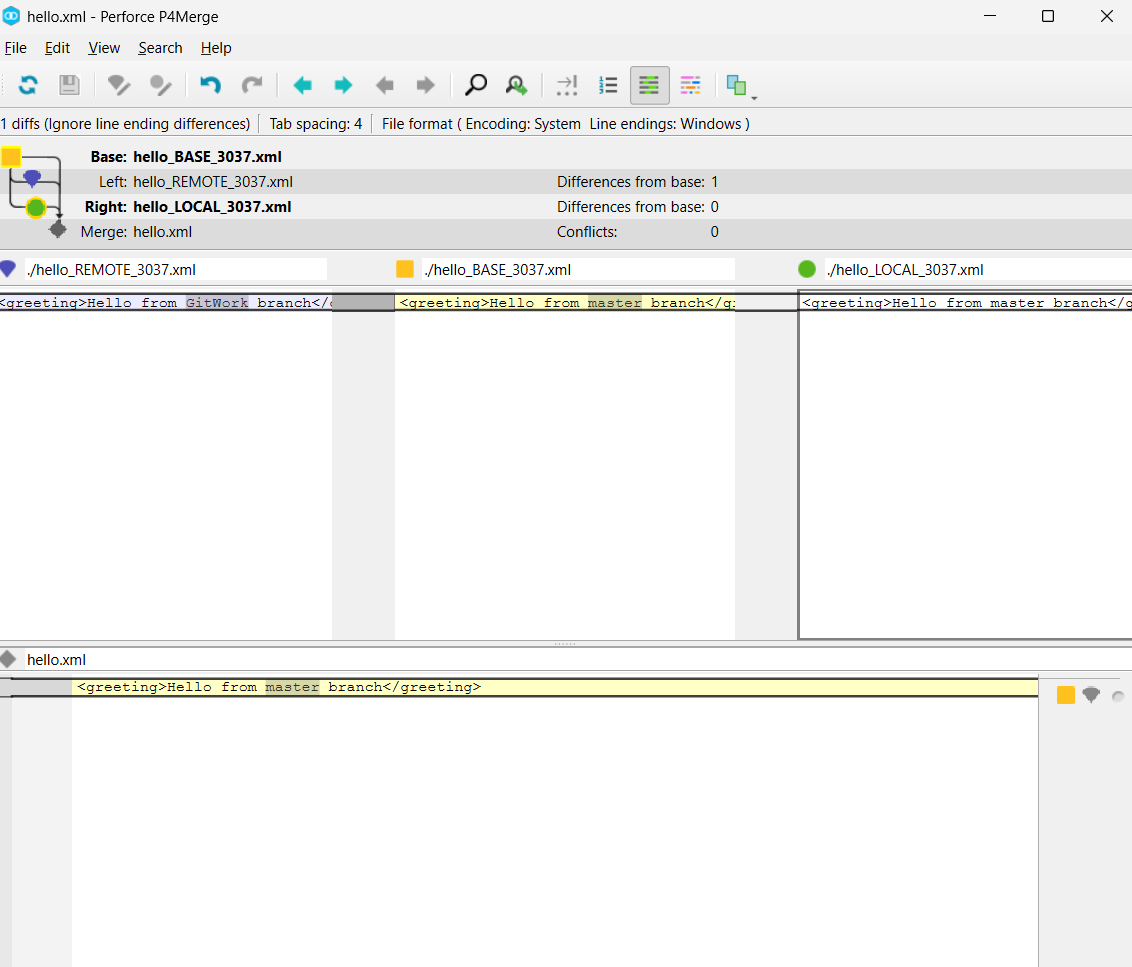 hello.xml - Perforce P4Merge
File Edit View Search Help
1 diffs (Ignore line ending differences) Tab spacing: 4 File format ( Encoding: System Line endings: Windows )
Base: hello_BASE_3037.xml
Left: hello_REMOTE_3037.xml Differences from base: 1
Right: hello_LOCAL_3037.xml Differences from base: 0
Merge: hello.xml Conflicts: 0
./hello_REMOTE_3037.xml ./hello_BASE_3037.xml ./hello_LOCAL_3037.xml
<greeting>Hello from GitWork branch</ <greeting>Hello from master branch</g <greeting>Hello from master branch</g
hello.xml
<greeting>Hello from master branch</greeting>